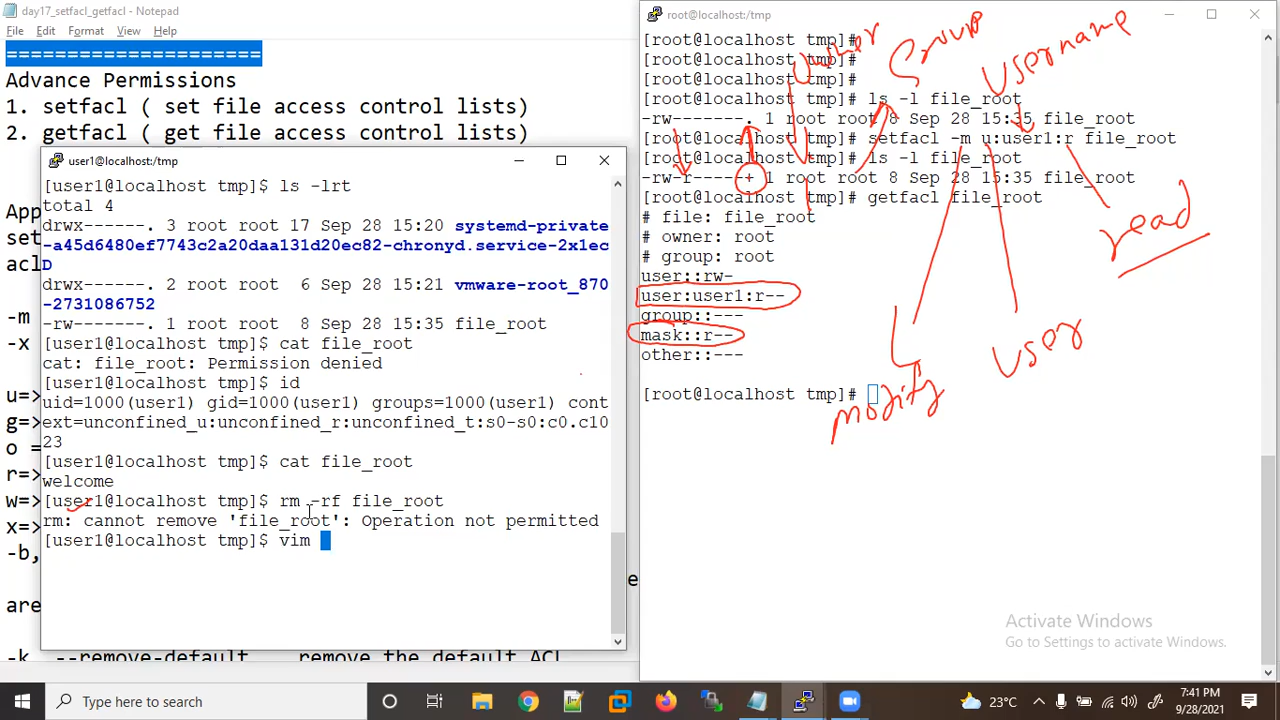 day17_setfacl_getfacl - Notepad
File Edit Format View Help
=====================
Advance Permissions
1. setfacl ( set file access control lists)
2. getfacl ( get file access control lists)
App
set
acl
-m
-x
u=>
g=>
o =
r=>
w=>
x=>
-b,
are
e
-k --remove-default remove the default ACL
user1@localhost:/tmp
[user1@localhost tmp]$ ls -lrt
total 4
drwx------. 3 root root 17 Sep 28 15:20 systemd-private
-a45d6480ef7743c2a20daa131d20ec82-chronyd.service-2x1ec
D
drwx------. 2 root root  6 Sep 28 15:21 vmware-root_870
-2731086752
-rw-------. 1 root root  8 Sep 28 15:35 file_root
[user1@localhost tmp]$ cat file_root
cat: file_root: Permission denied
[user1@localhost tmp]$ id
uid=1000(user1) gid=1000(user1) groups=1000(user1) cont
ext=unconfined_u:unconfined_r:unconfined_t:s0-s0:c0.c10
23
[user1@localhost tmp]$ cat file_root
welcome
[user1@localhost tmp]$ rm -rf file_root
rm: cannot remove 'file_root': Operation not permitted
[user1@localhost tmp]$ vim
root@localhost:/tmp
[root@localhost tmp]#
[root@localhost tmp]#
[root@localhost tmp]#
[root@localhost tmp]# ls -l file_root
-rw-------. 1 root root 8 Sep 28 15:35 file_root
[root@localhost tmp]# setfacl -m u:user1:r file_root
[root@localhost tmp]# ls -l file_root
-rw-r-----+ 1 root root 8 Sep 28 15:35 file_root
[root@localhost tmp]# getfacl file_root
# file: file_root
# owner: root
# group: root
user::rw-
user:user1:r--
group::---
mask::r--
other::---
[root@localhost tmp]#
Owner
Group
Username
read
User
modify
Activate Windows
Go to Settings to activate Windows.
Type here to search
23°C
7:41 PM
9/28/2021